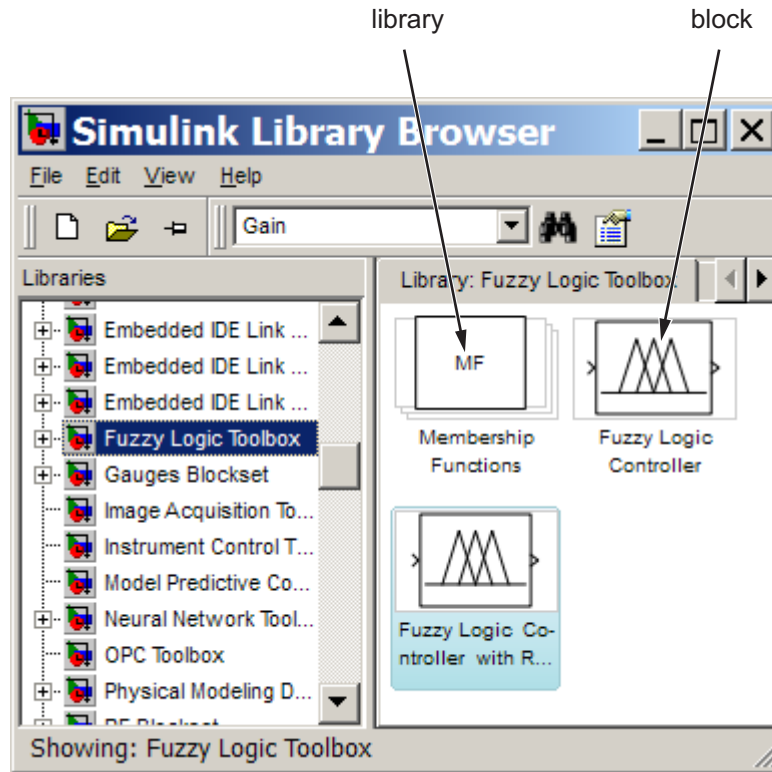 library
block
Simulink Library Browser
File Edit View Help
Gain
Libraries
Embedded IDE Link ...
Embedded IDE Link ...
Embedded IDE Link ...
Fuzzy Logic Toolbox
Gauges Blockset
Image Acquisition To...
Instrument Control T...
Model Predictive Co...
Neural Network Tool...
OPC Toolbox
Physical Modeling D...
Library: Fuzzy Logic Toolbox
MF
Membership
Functions
Fuzzy Logic
Controller
Fuzzy Logic Co-
ntroller with R...
Showing: Fuzzy Logic Toolbox